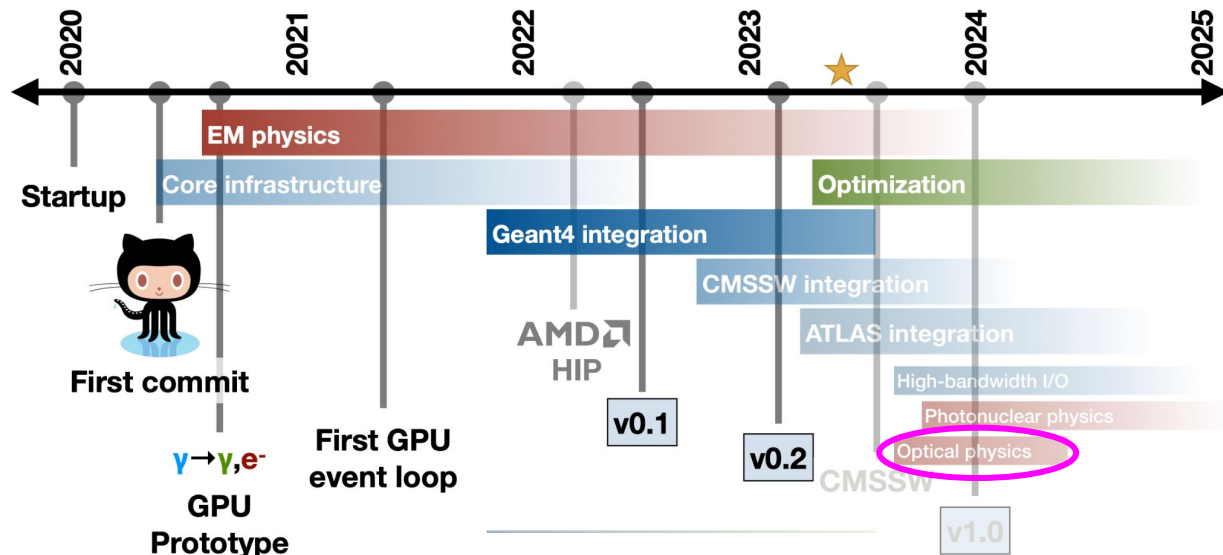 2020
2021
2022
2023
2024
2025
EM physics
Core infrastructure
Optimization
Startup
Geant4 integration
CMSSW integration
ATLAS integration
AMD
HIP
First commit
High-bandwidth I/O
Photonuclear physics
Optical physics
v0.1
First GPU
event loop
v0.2
CMSSW
γ→γ,e-
GPU
Prototype
v1.0